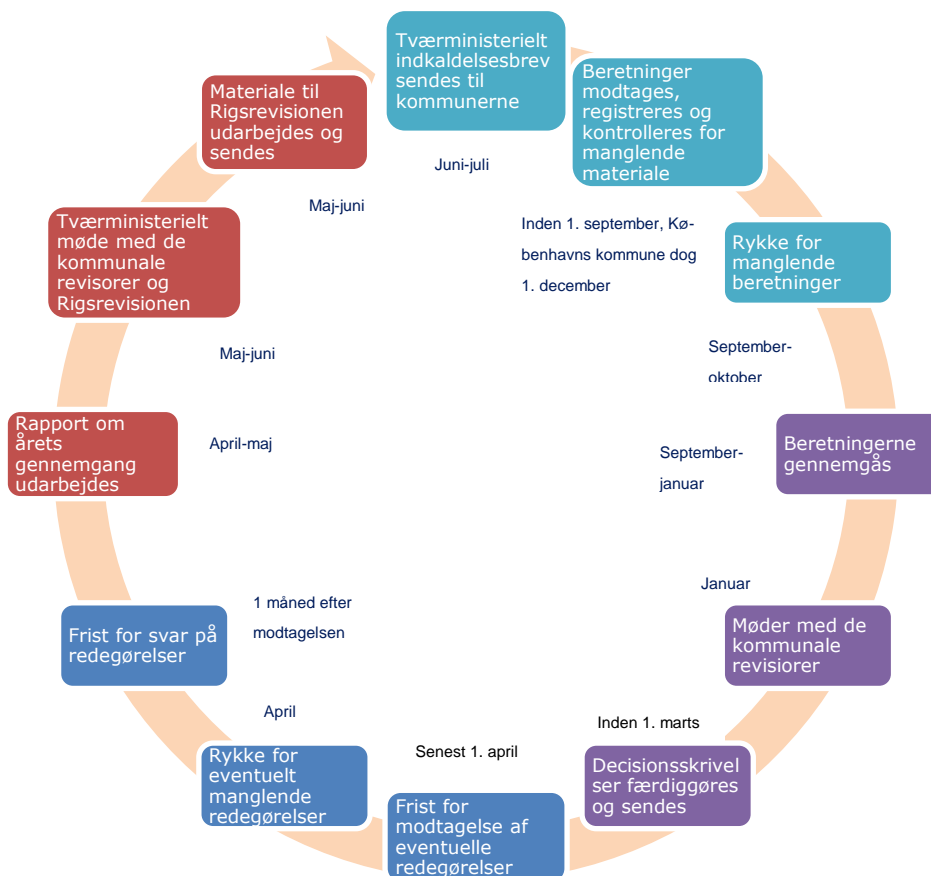 Tværministerielt
indkaldelsesbrev
sendes til
kommunerne
Juni-juli
Beretninger
modtages,
registreres og
kontrolleres for
manglende
materiale
Inden 1. september, Kø-
benhavns kommune dog
1. december
Rykke for
manglende
beretninger
September-
oktober
Beretningerne
gennemgås
September-
januar
Møder med de
kommunale
revisiorer
Januar
Decisionsskrivel
ser færdiggøres
og sendes
Inden 1. marts
Frist for
modtagelse af
eventuelle
redegørelser
Senest 1. april
Rykke for
eventuelt
manglende
redegørelser
April
Frist for svar på
redegørelser
1 måned efter
modtagelsen
Rapport om
årets
gennemgang
udarbejdes
April-maj
Tværministerielt
møde med de
kommunale
revisorer og
Rigsrevisionen
Maj-juni
Materiale til
Rigsrevisionen
udarbejdes og
sendes
Maj-juni